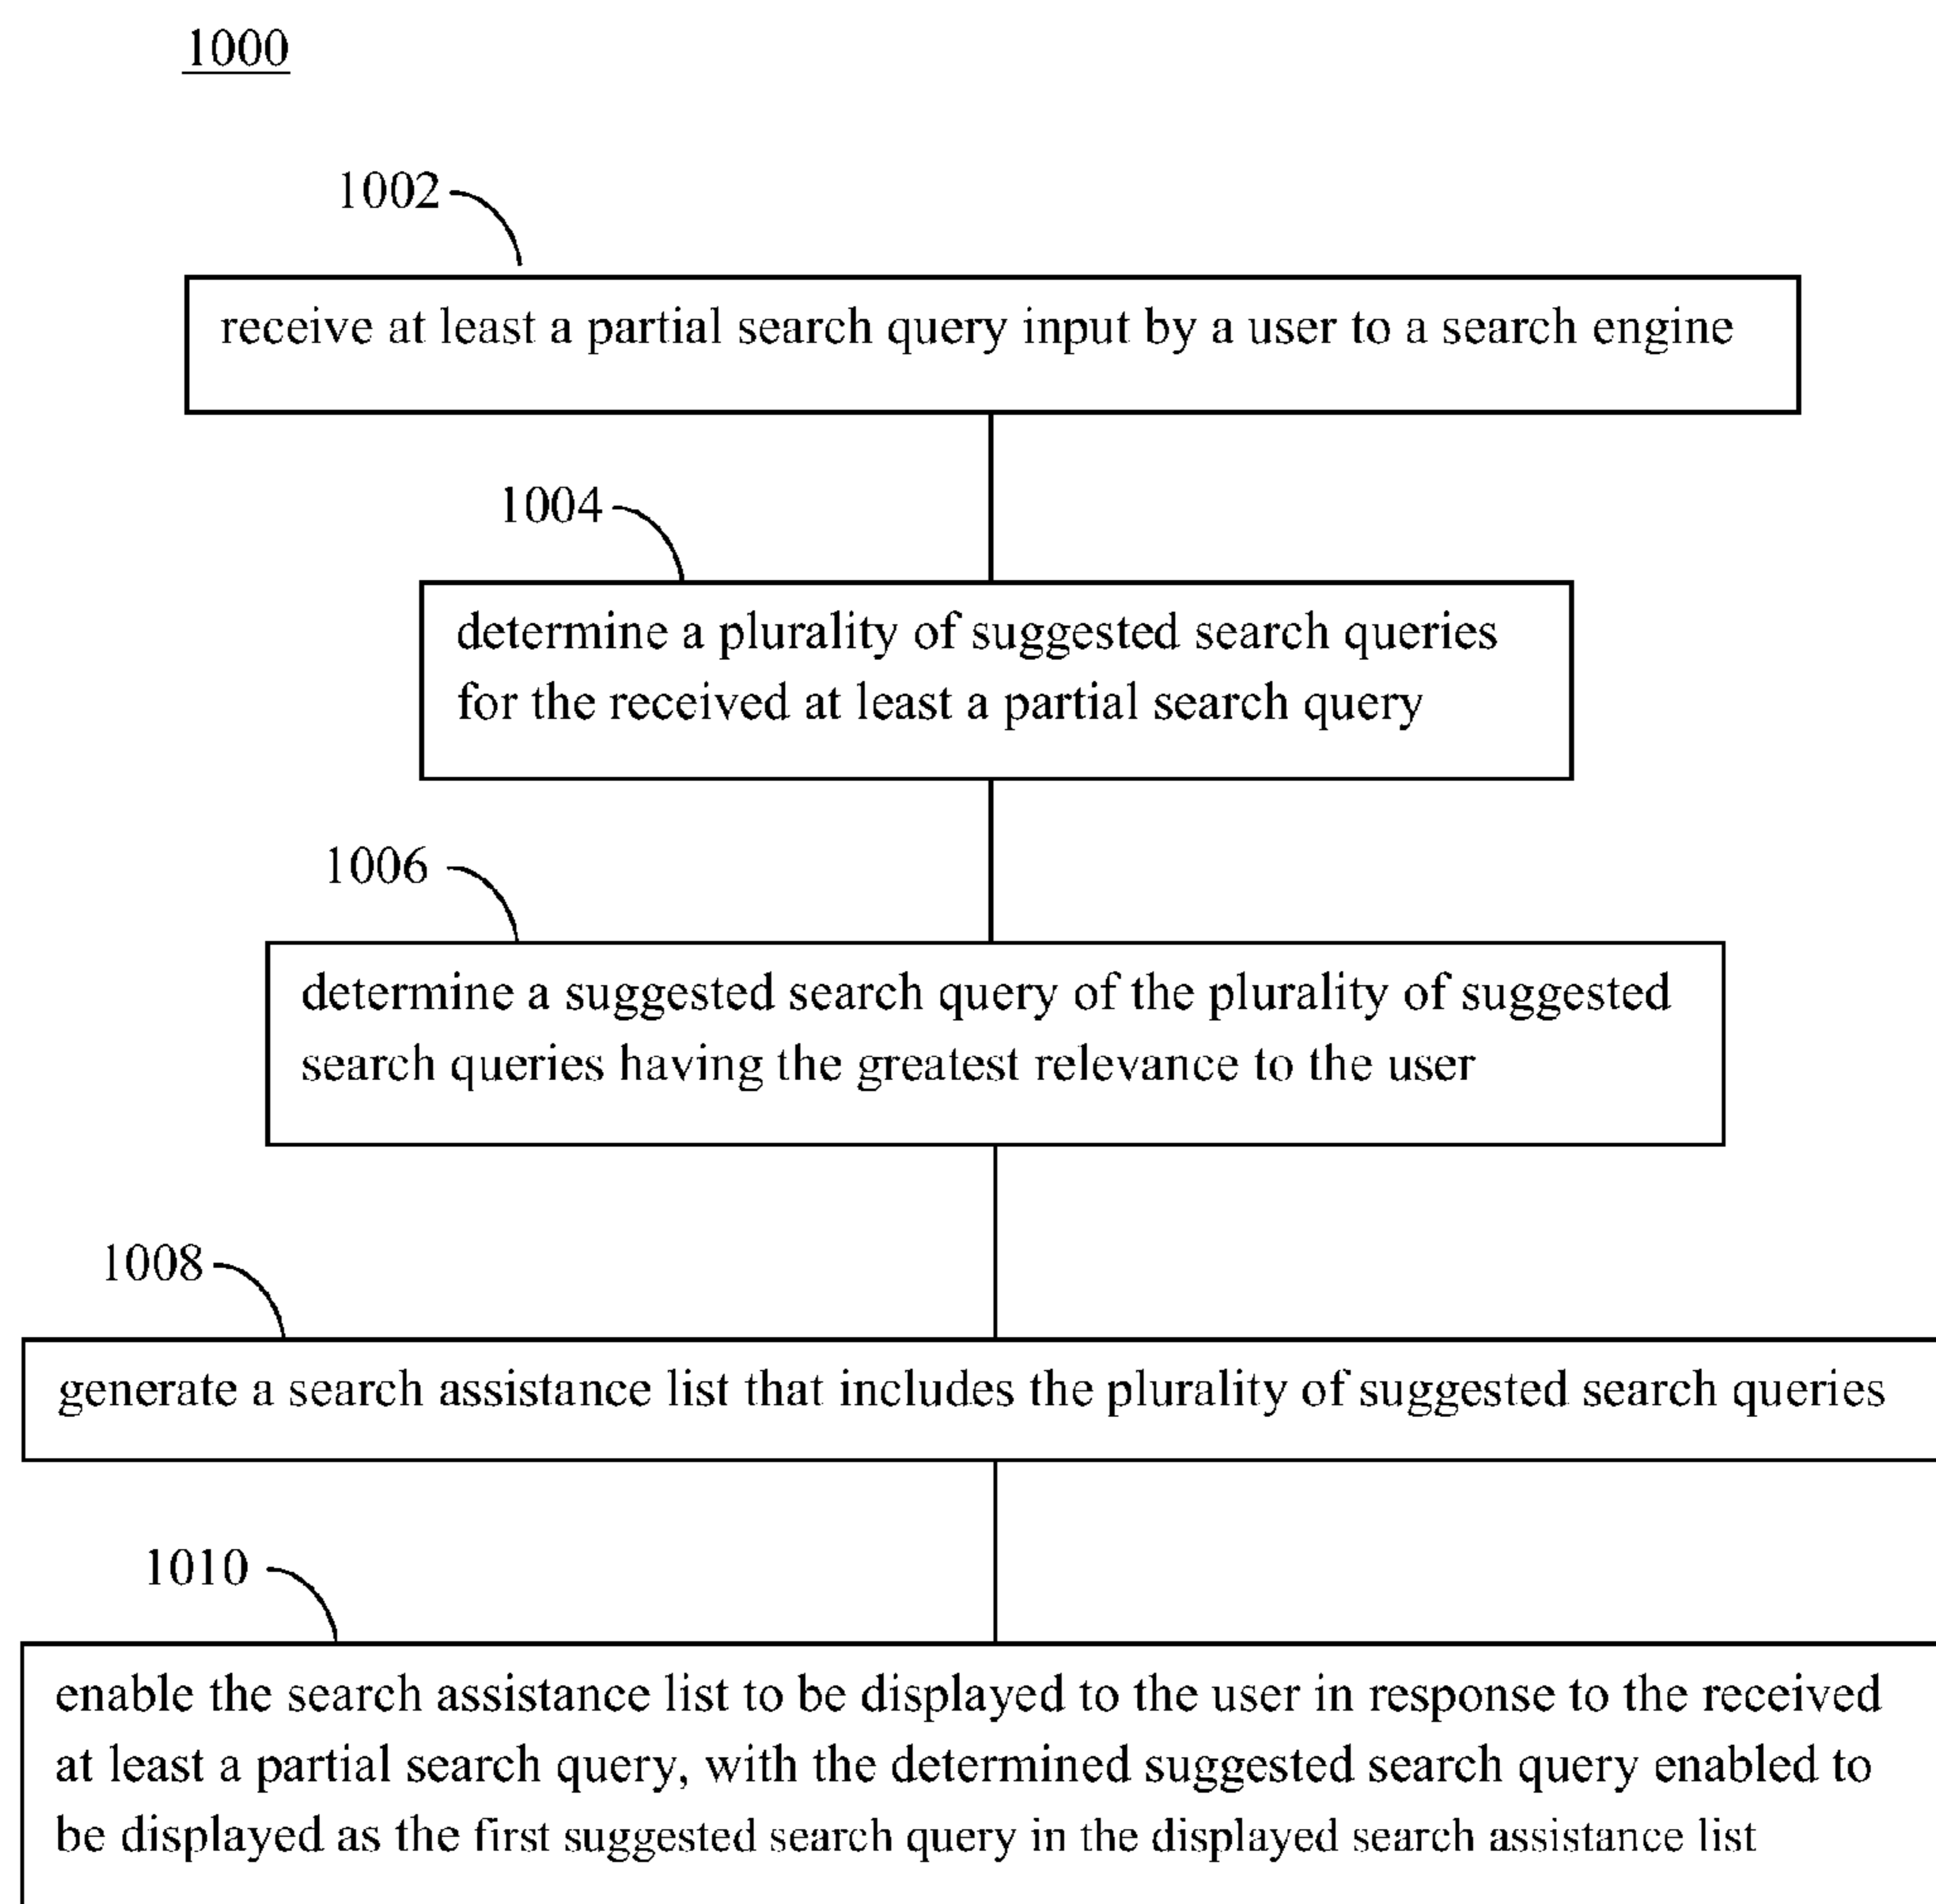 1000
1002
receive at least a partial search query input by a user to a search engine
1004
determine a plurality of suggested search queries
for the received at least a partial search query
1006
determine a suggested search query of the plurality of suggested
search queries having the greatest relevance to the user
1008
generate a search assistance list that includes the plurality of suggested search queries
1010
enable the search assistance list to be displayed to the user in response to the received
at least a partial search query, with the determined suggested search query enabled to
be displayed as the first suggested search query in the displayed search assistance list